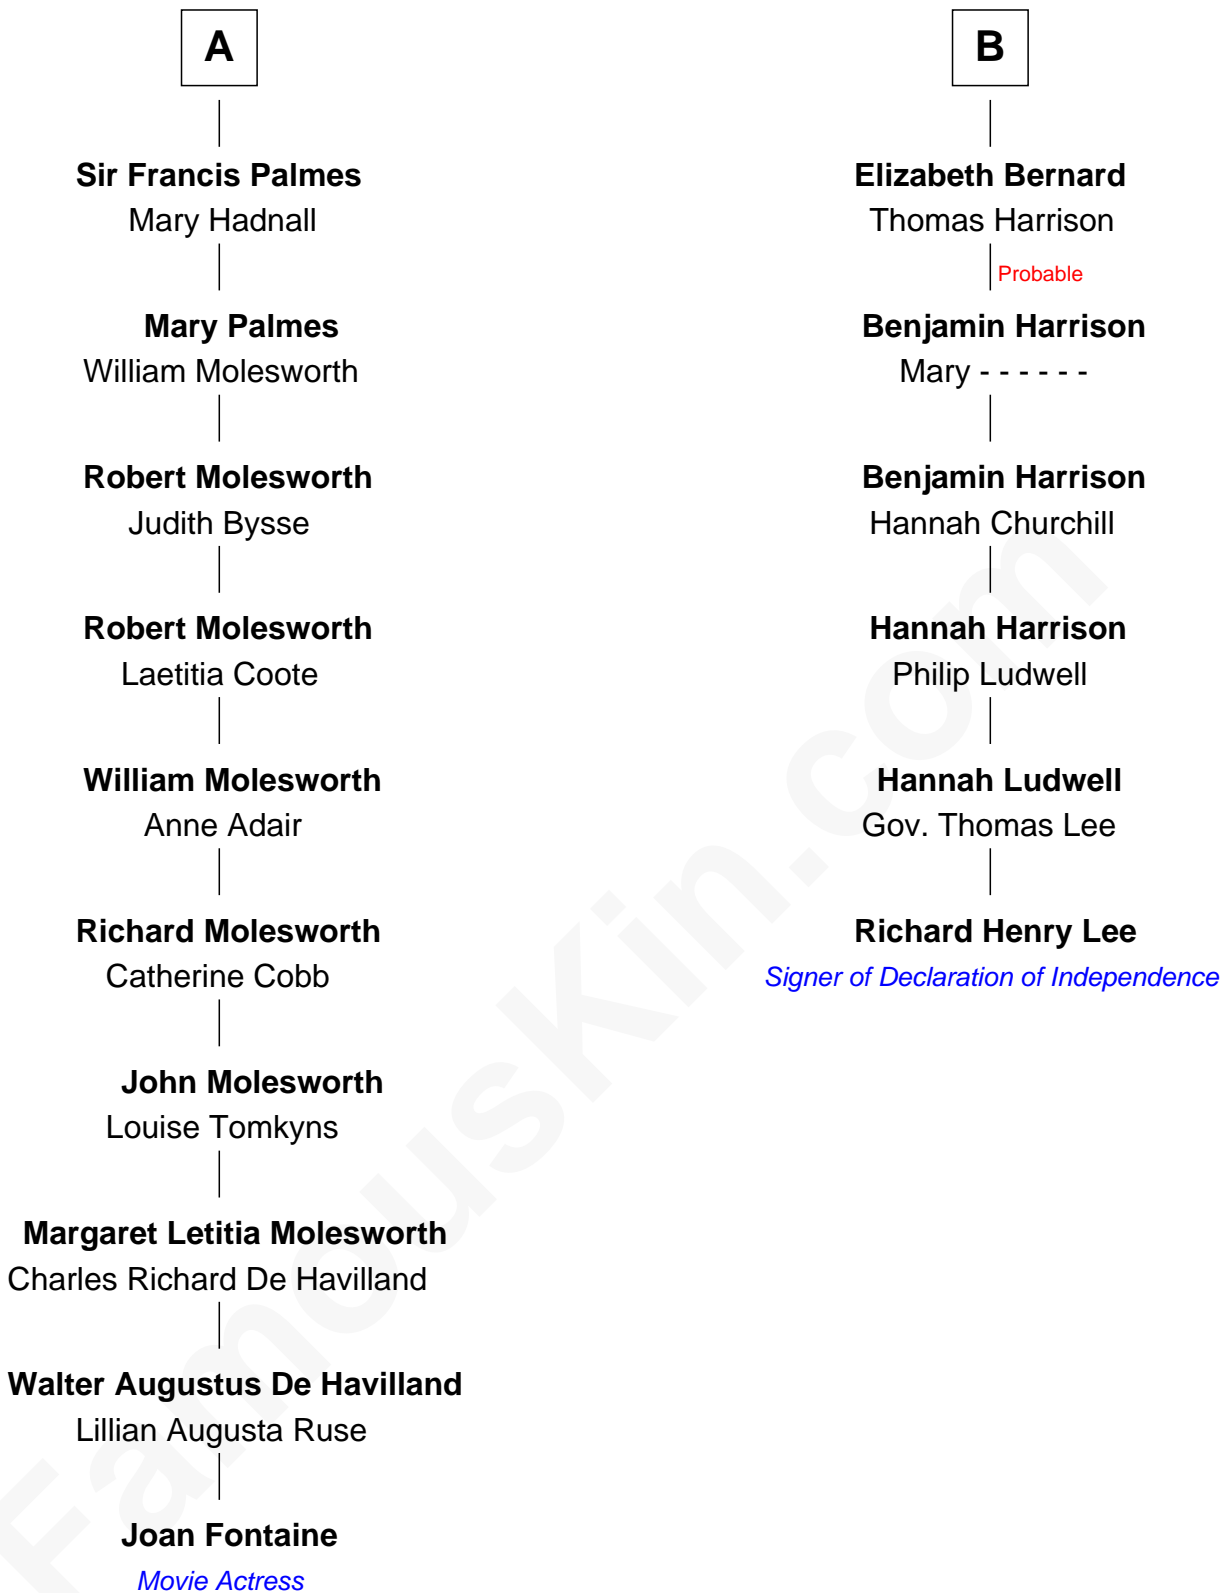 A
Sir Francis Palmes
Mary Hadnall
Mary Palmes
William Molesworth
Robert Molesworth
Judith Bysse
Robert Molesworth
Laetitia Coote
William Molesworth
Anne Adair
Richard Molesworth
Catherine Cobb
John Molesworth
Louise Tomkyns
Margaret Letitia Molesworth
Charles Richard De Havilland
Walter Augustus De Havilland
Lillian Augusta Ruse
Joan Fontaine
Movie Actress
B
Elizabeth Bernard
Thomas Harrison
Probable
Benjamin Harrison
Mary - - - - - -
Benjamin Harrison
Hannah Churchill
Hannah Harrison
Philip Ludwell
Hannah Ludwell
Gov. Thomas Lee
Richard Henry Lee
Signer of Declaration of Independence
FamousKin.com